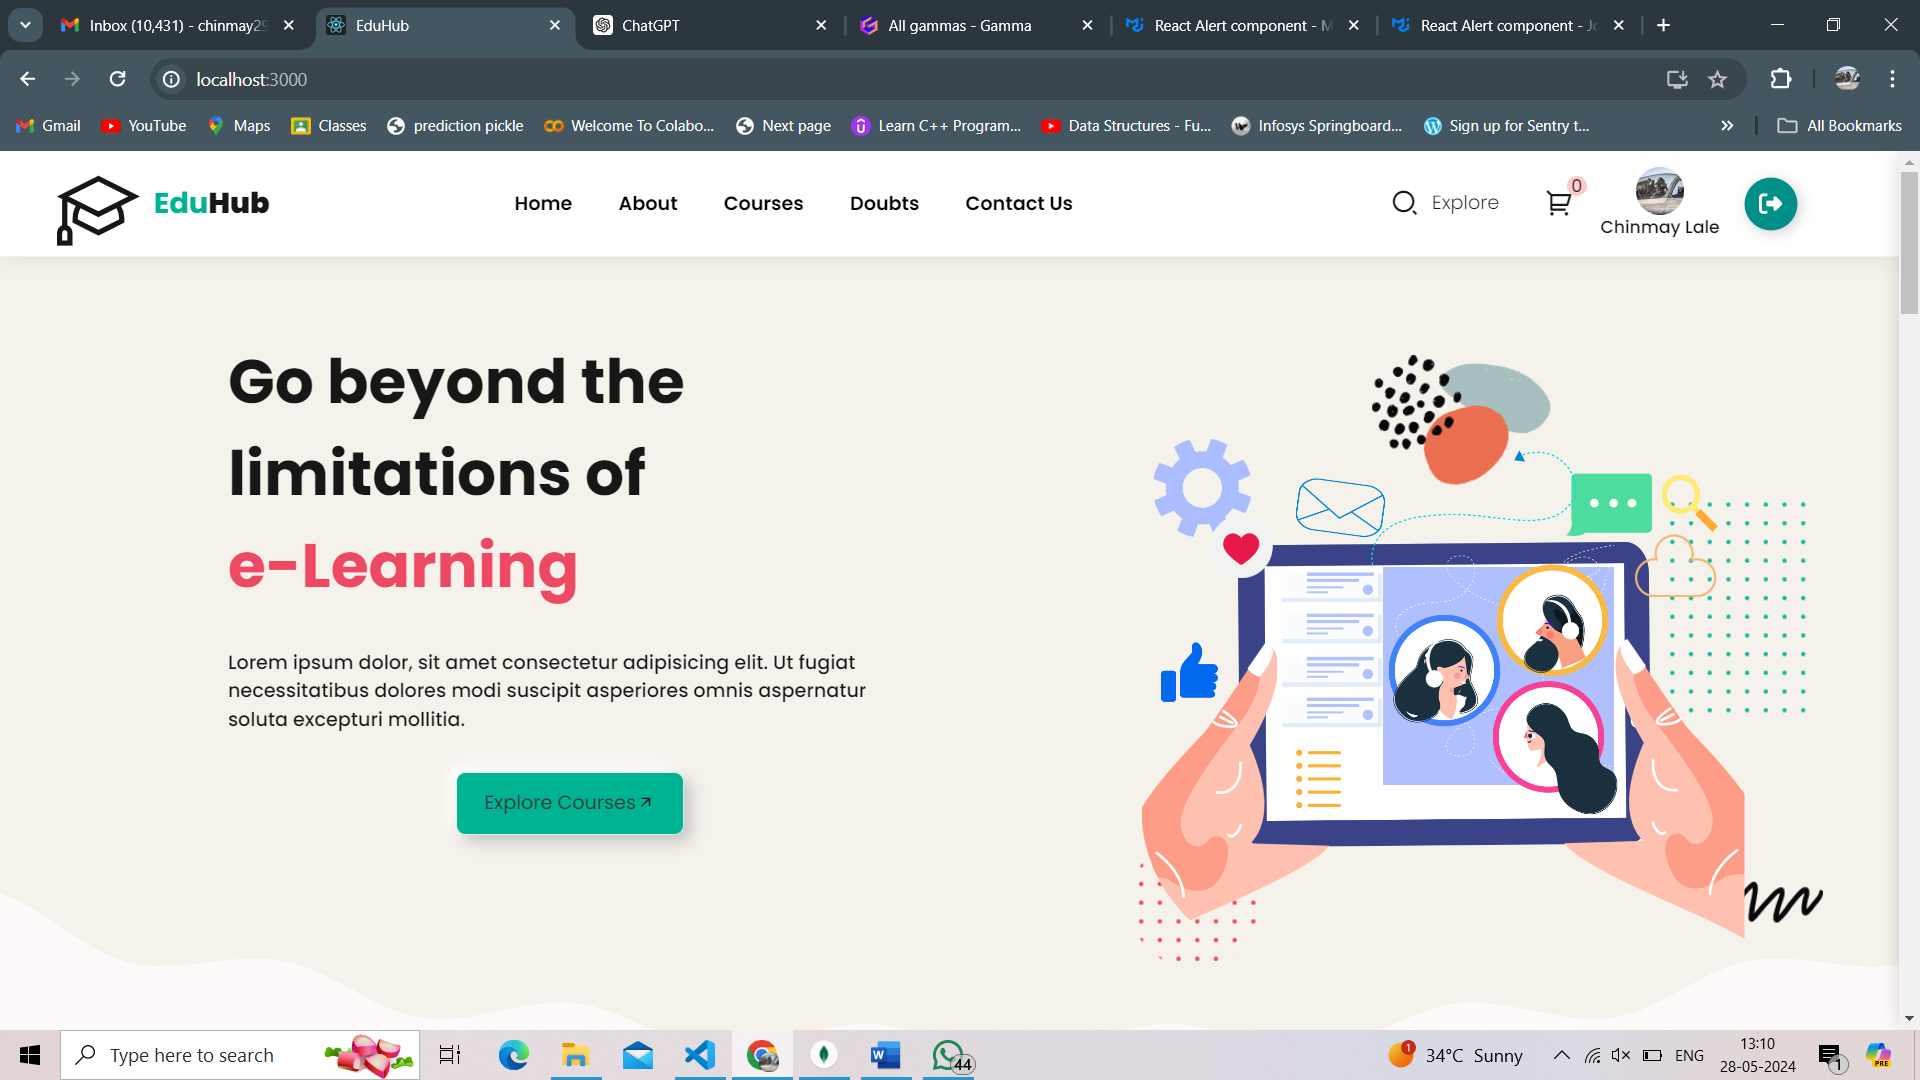 Inbox (10,431) - chinmay29
EduHub
ChatGPT
All gammas - Gamma
React Alert component - M
React Alert component - Jo
localhost:3000
Gmail
YouTube
Maps
Classes
prediction pickle
Welcome To Colabo...
Next page
Learn C++ Program...
Data Structures - Fu...
Infosys Springboard...
Sign up for Sentry t...
All Bookmarks
EduHub
Home
About
Courses
Doubts
Contact Us
Explore
0
Chinmay Lale
Go beyond the
limitations of
e-Learning
Lorem ipsum dolor, sit amet consectetur adipisicing elit. Ut fugiat
necessitatibus dolores modi suscipit asperiores omnis aspernatur
soluta excepturi mollitia.
Explore Courses
Type here to search
44
1
34°C Sunny
ENG
13:10
28-05-2024
1
PRE